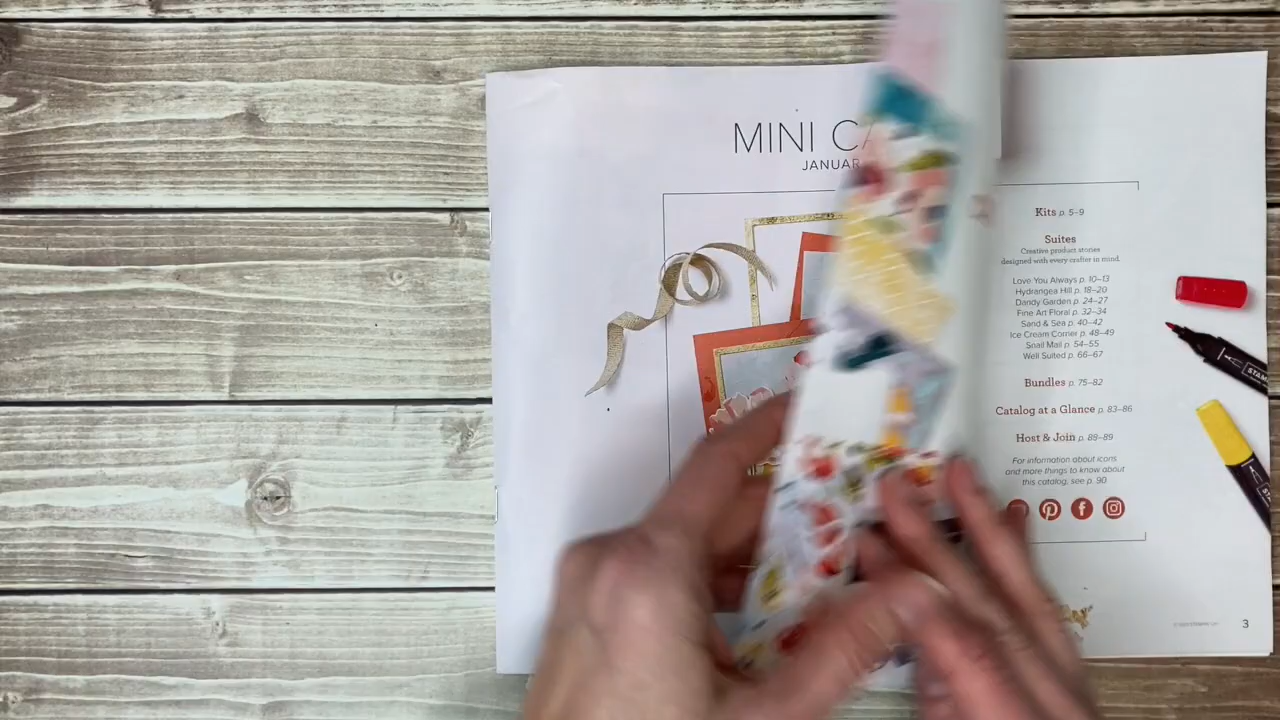 MINI
Kits p. 5–9
Suites
Creative product stories
designed with every crafter in mind.
Love You Always p. 10–13
Hydrangea Hill p. 18–20
Dandy Garden p. 24–27
Fine Art Floral p. 32–34
Sand & Sea p. 40–42
Ice Cream Corner p. 48–49
Snail Mail p. 54–55
Well Suited p. 66–67
Bundles p. 75–82
Catalog at a Glance p. 83–86
Host & Join p. 88–89
For information about icons
and more things to know about
this catalog, see p. 90
3